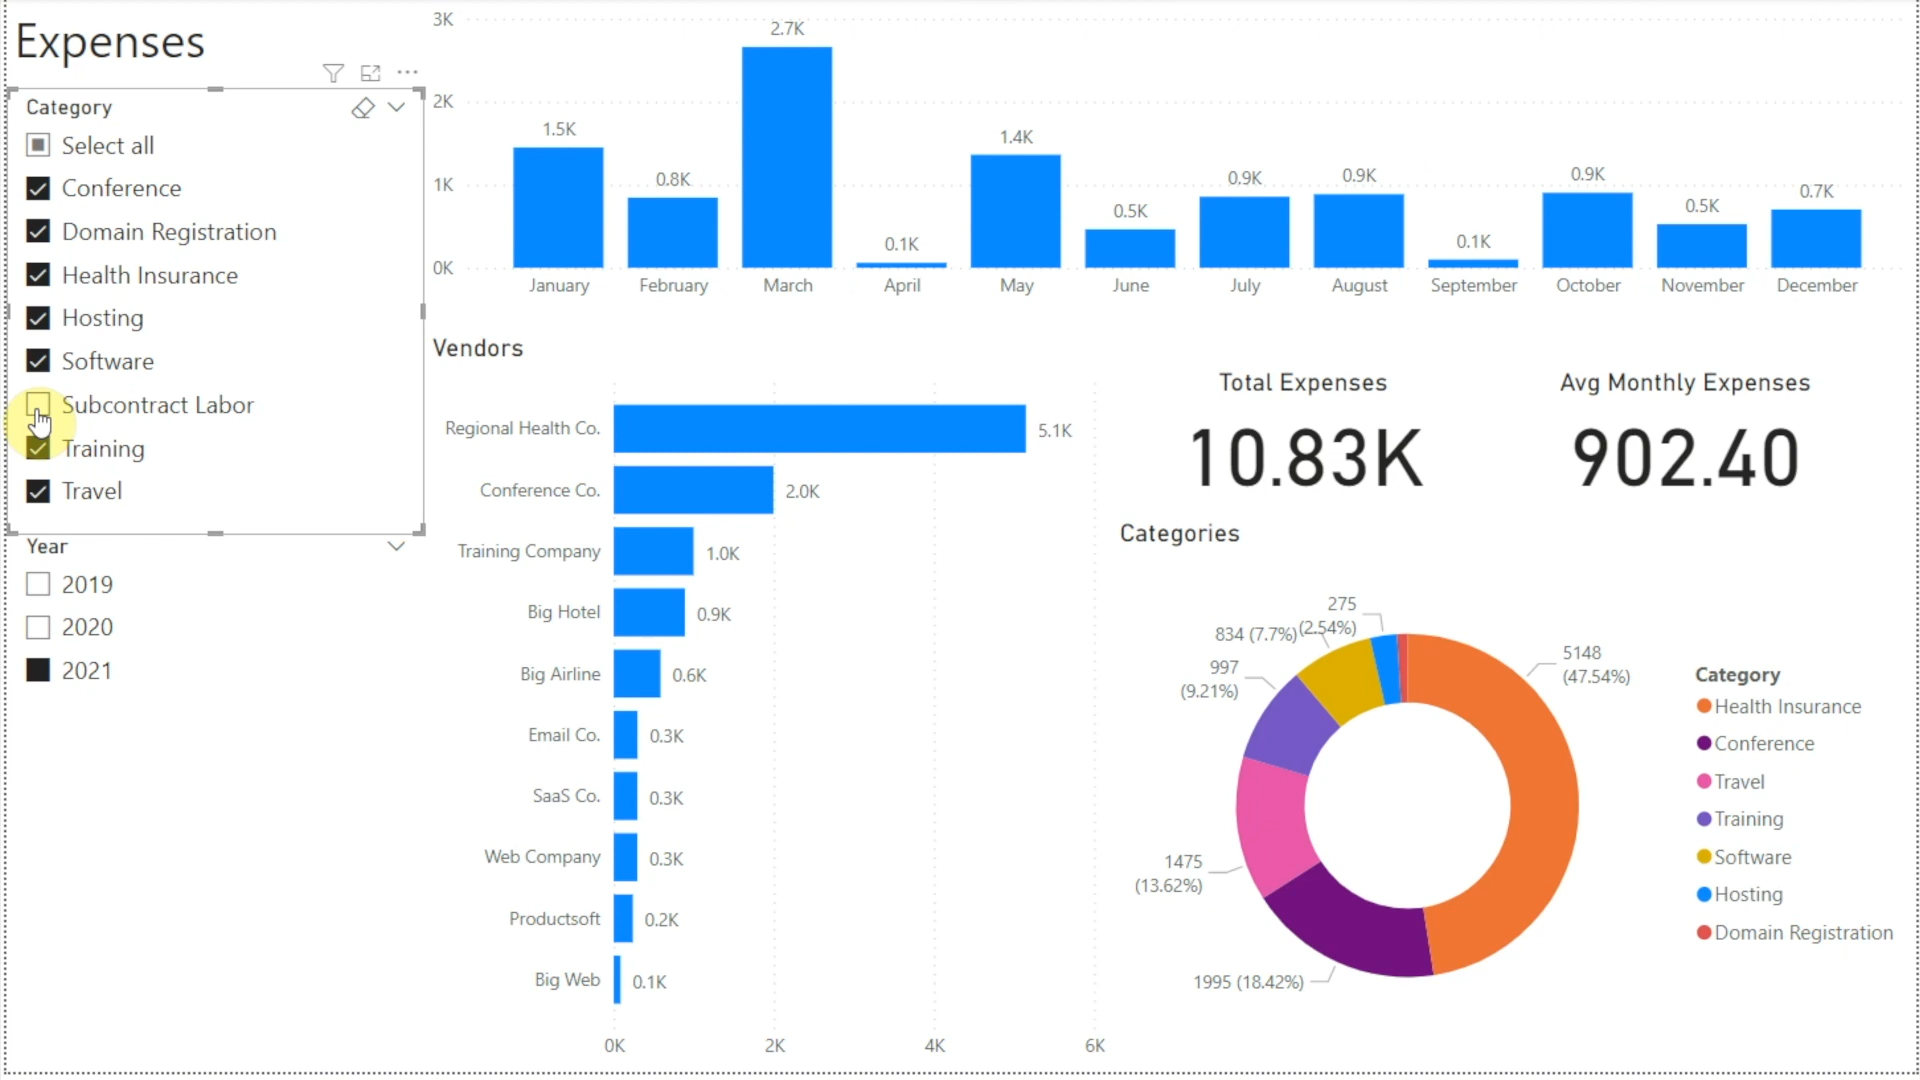 Expenses
Category
Select all
Conference
Domain Registration
Health Insurance
Hosting
Software
Subcontract Labor
Training
Travel
Year
2019
2020
2021
3K
2K
1K
0K
1.5K
0.8K
2.7K
0.1K
1.4K
0.5K
0.9K
0.9K
0.1K
0.9K
0.5K
0.7K
January
February
March
April
May
June
July
August
September
October
November
December
Vendors
Regional Health Co. 5.1K
Conference Co. 2.0K
Training Company 1.0K
Big Hotel 0.9K
Big Airline 0.6K
Email Co. 0.3K
SaaS Co. 0.3K
Web Company 0.3K
Productsoft 0.2K
Big Web 0.1K
0K 2K 4K 6K
Total Expenses
10.83K
Avg Monthly Expenses
902.40
Categories
275
(2.54%)
834 (7.7%)
997
(9.21%)
1475
(13.62%)
1995 (18.42%)
5148
(47.54%)
Category
Health Insurance
Conference
Travel
Training
Software
Hosting
Domain Registration